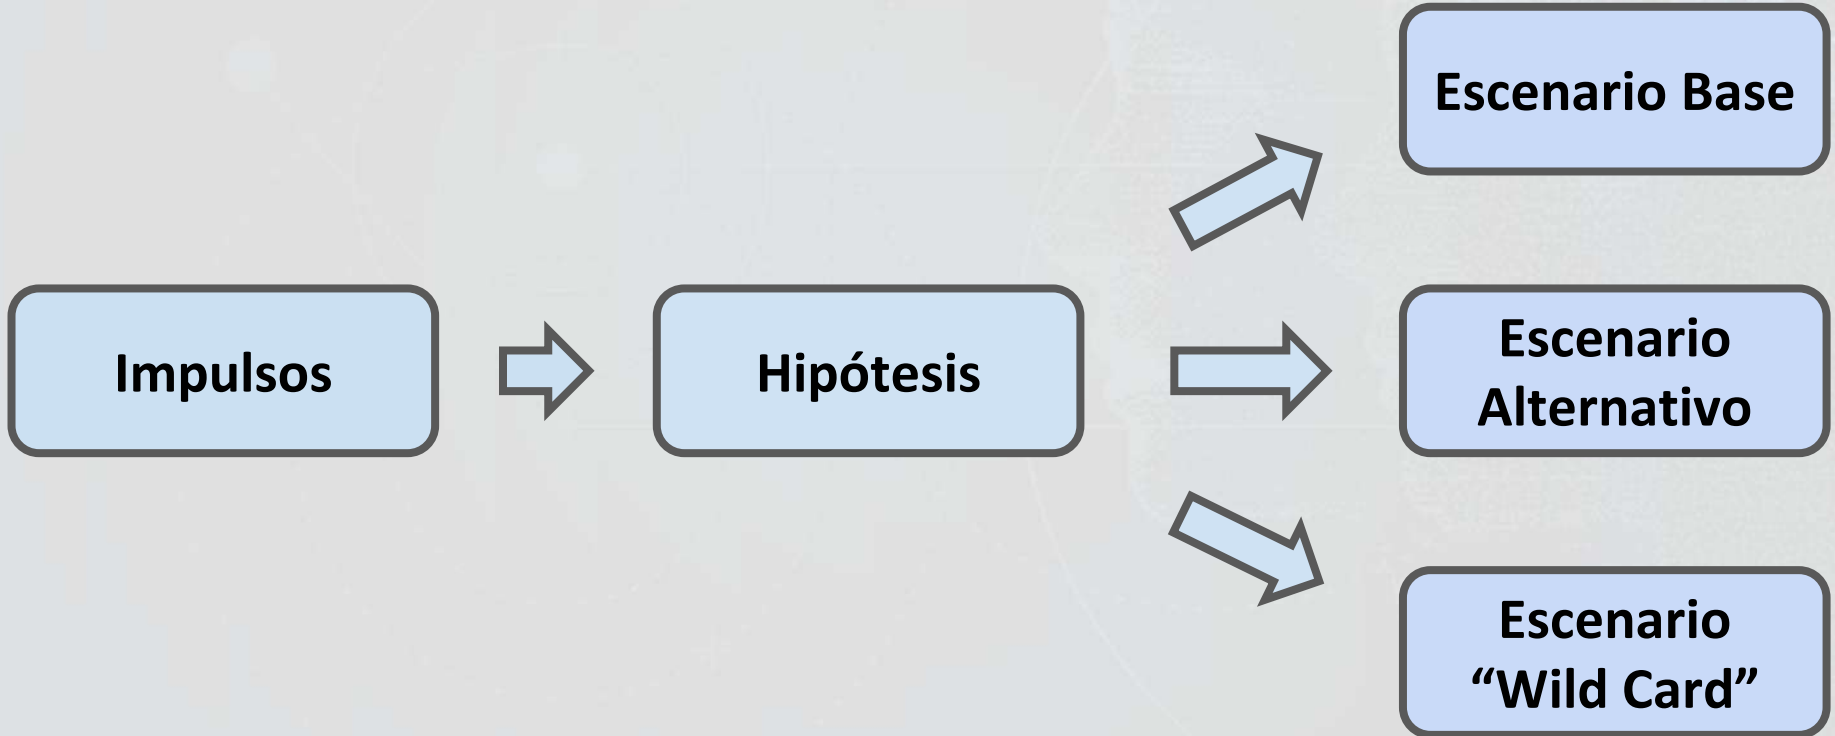 Impulsos
Hipótesis
Escenario Base
Escenario
Alternativo
Escenario
“Wild Card”